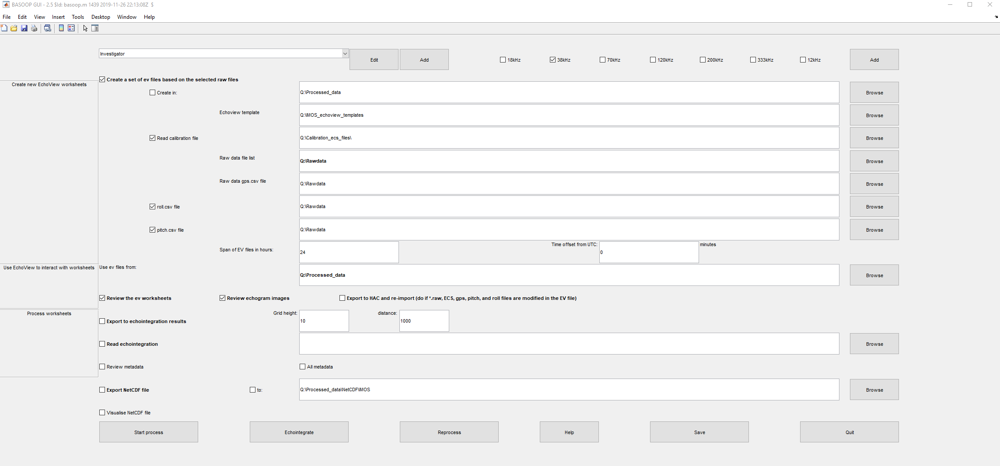 BASOOP GUI - 2.5 $Id: basoop.m 1439 2019-11-26 22:13:08Z $
File Edit View Insert Tools Desktop Window Help
Investigator Edit Add 18kHz 38kHz 70kHz 120kHz 200kHz 333kHz 12kHz Add
Create a set of ev files based on the selected raw files
Create new EchoView worksheets
Create in: Q:\Processed_data Browse
Echoview template Q:\IMOS_echoview_templates Browse
Read calibration file Q:\Calibration_ecs_files\ Browse
Raw data file list Q:\Rawdata Browse
Raw data gps.csv file Q:\Rawdata Browse
roll.csv file Q:\Rawdata Browse
pitch.csv file Q:\Rawdata Browse
Span of EV files in hours: 24 Time offset from UTC: 0 minutes
Use EchoView to interact with worksheets Use ev files from: Q:\Processed_data Browse
Review the ev worksheets Review echogram images Export to HAC and re-import (do if *.raw, ECS, gps, pitch, and roll files are modified in the EV file)
Process worksheets
Export to echointegration results Grid height: 10 distance: 1000
Read echointegration Browse
Review metadata All metadata
Export NetCDF file to: Q:\Processed_data\NetCDF\IMOS Browse
Visualise NetCDF file
Start process Echointegrate Reprocess Help Save Quit